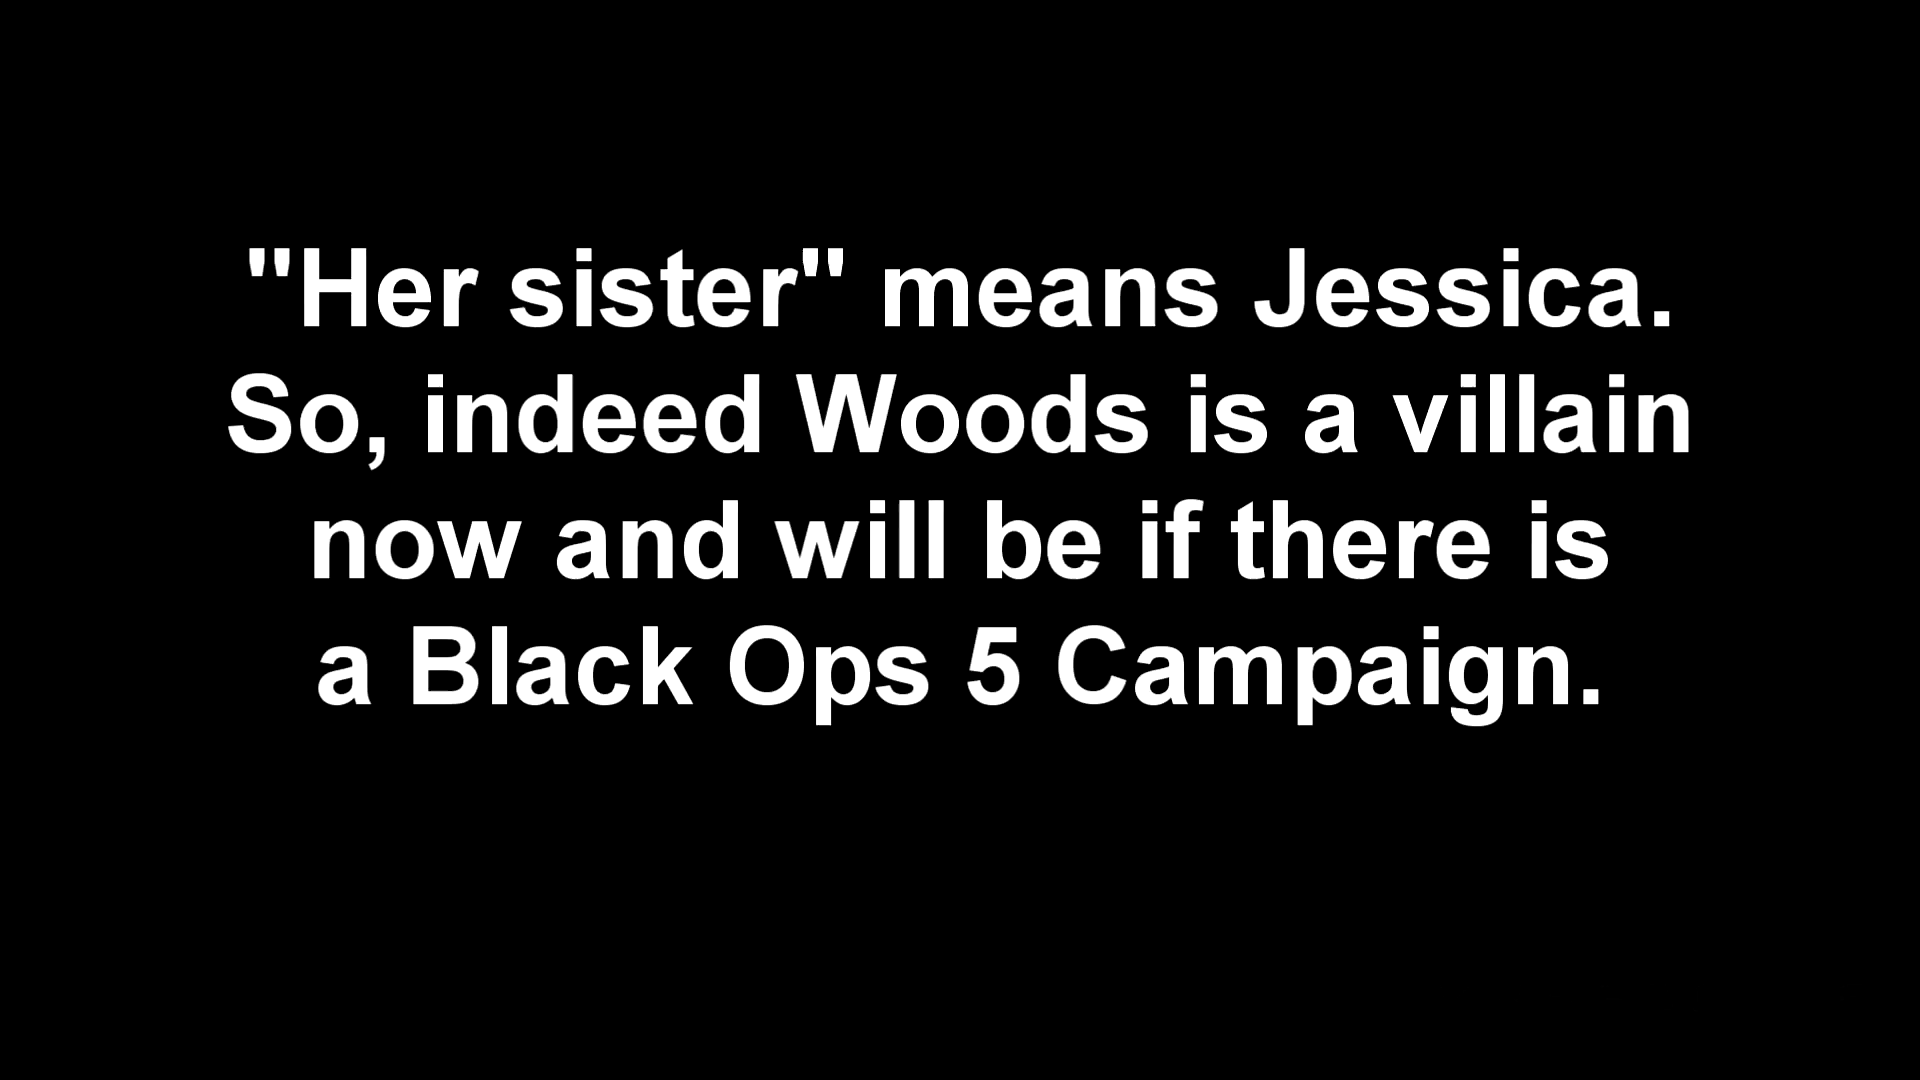 "Her sister" means Jessica.
So, indeed Woods is a villain
now and will be if there is
a Black Ops 5 Campaign.